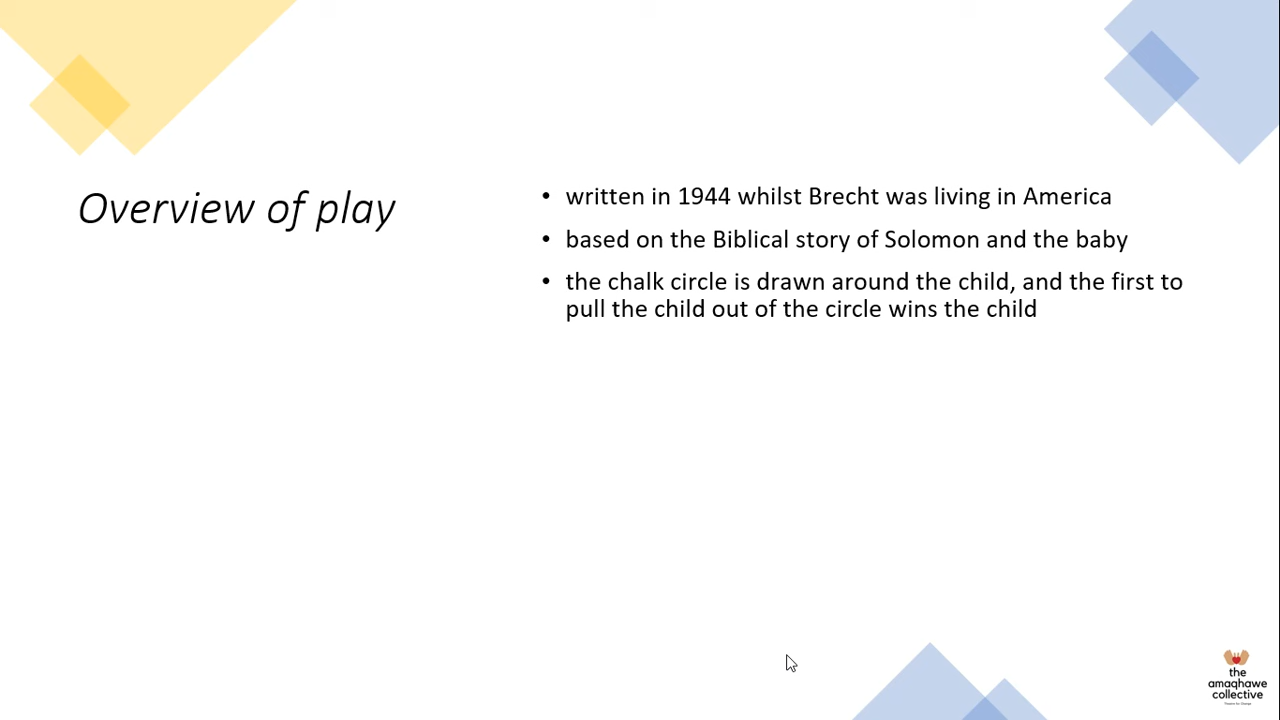 Overview of play
• written in 1944 whilst Brecht was living in America
• based on the Biblical story of Solomon and the baby
• the chalk circle is drawn around the child, and the first to
pull the child out of the circle wins the child
the
amaqhawe
collective